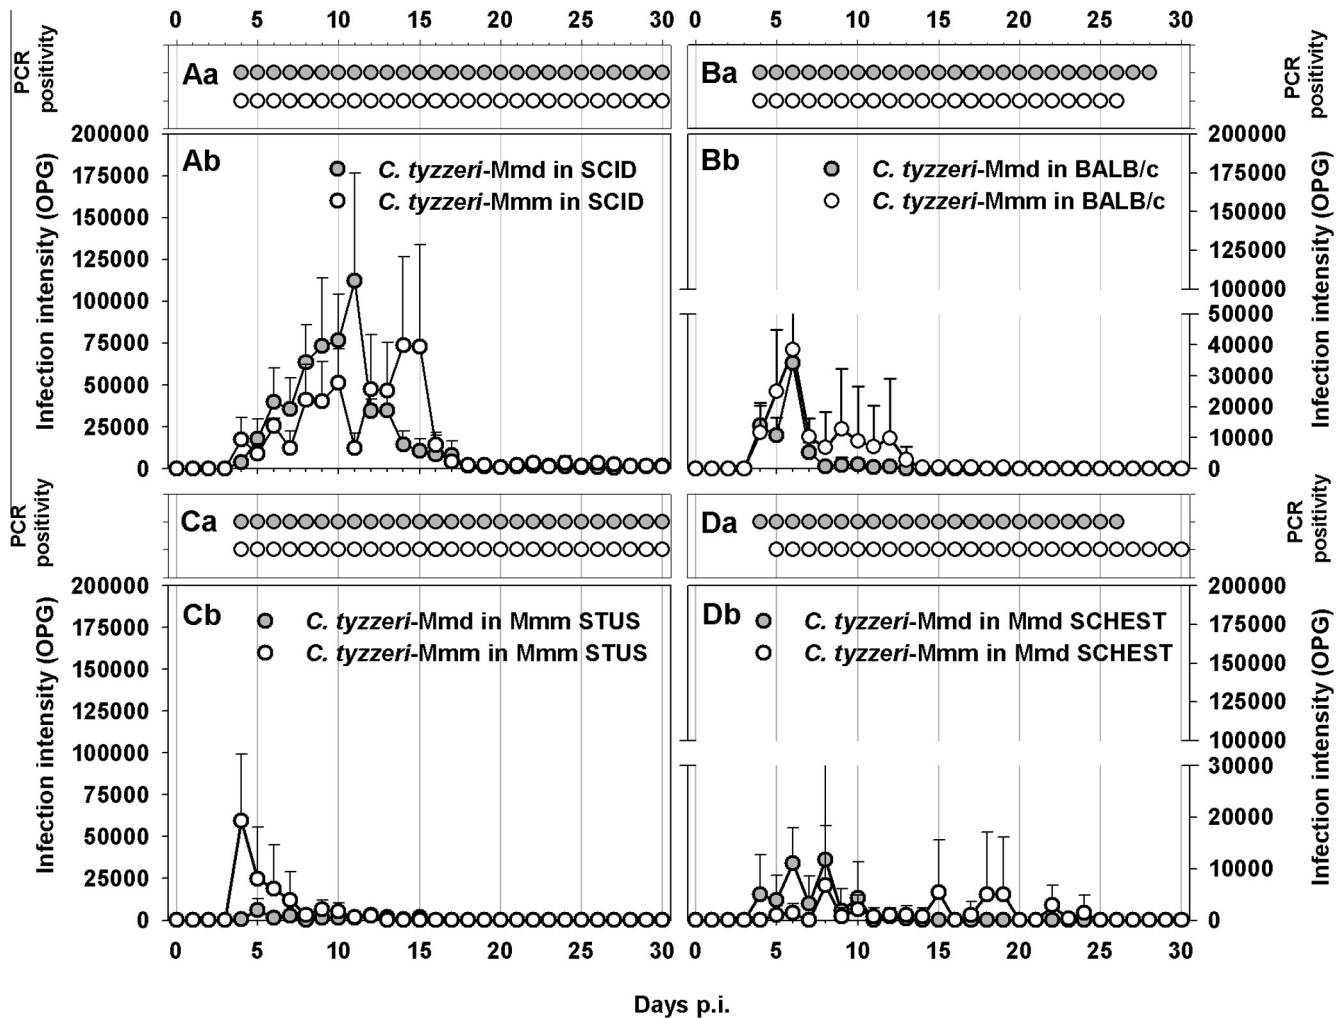 0 5 10 15 20 25 30 0 5 10 15 20 25 30
PCR positivity
Aa
Ba
PCR positivity
Infection intensity (OPG)
200000
175000
150000
125000
100000
75000
50000
25000
0
Ab
C. tyzzeri-Mmd in SCID
C. tyzzeri-Mmm in SCID
Bb
C. tyzzeri-Mmd in BALB/c
C. tyzzeri-Mmm in BALB/c
200000
175000
150000
125000
100000
50000
40000
30000
20000
10000
0
Infection intensity (OPG)
PCR positivity
Ca
Da
PCR positivity
Infection intensity (OPG)
200000
175000
150000
125000
100000
75000
50000
25000
0
Cb
C. tyzzeri-Mmd in Mmm STUS
C. tyzzeri-Mmm in Mmm STUS
Db
C. tyzzeri-Mmd in Mmd SCHEST
C. tyzzeri-Mmm in Mmd SCHEST
200000
175000
150000
125000
100000
30000
20000
10000
0
Infection intensity (OPG)
0 5 10 15 20 25 30 0 5 10 15 20 25 30
Days p.i.